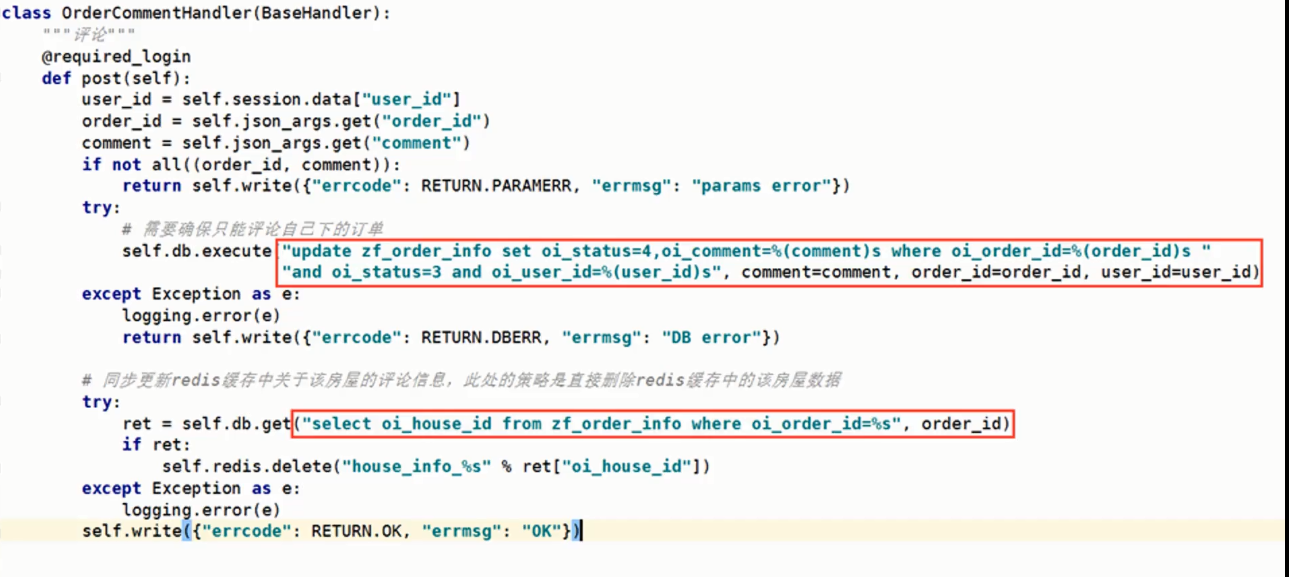 class OrderCommentHandler(BaseHandler):
    """评论"""
    @required_login
    def post(self):
        user_id = self.session.data["user_id"]
        order_id = self.json_args.get("order_id")
        comment = self.json_args.get("comment")
        if not all((order_id, comment)):
            return self.write({"errcode": RETURN.PARAMERR, "errmsg": "params error"})
        try:
            # 需要确保只能评论自己下的订单
            self.db.execute("update zf_order_info set oi_status=4,oi_comment=%(comment)s where oi_order_id=%(order_id)s "
                            "and oi_status=3 and oi_user_id=%(user_id)s", comment=comment, order_id=order_id, user_id=user_id)
        except Exception as e:
            logging.error(e)
            return self.write({"errcode": RETURN.DBERR, "errmsg": "DB error"})
        # 同步更新redis缓存中关于该房屋的评论信息，此处的策略是直接删除redis缓存中的该房屋数据
        try:
            ret = self.db.get("select oi_house_id from zf_order_info where oi_order_id=%s", order_id)
            if ret:
                self.redis.delete("house_info_%s" % ret["oi_house_id"])
        except Exception as e:
            logging.error(e)
        self.write({"errcode": RETURN.OK, "errmsg": "OK"})